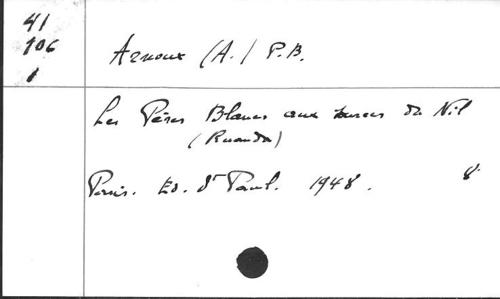 41
106
1
Arnoux (A.) P.B.
Les Pères Blancs aux sources du Nil
(Ruanda)
Paris. Ed. St Paul. 1948. 8°